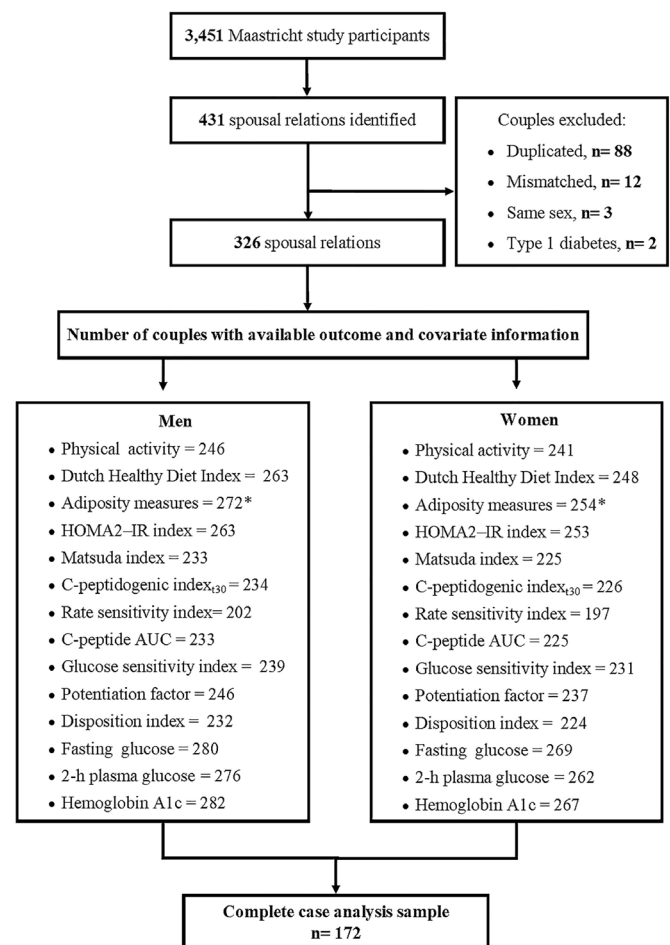 3,451 Maastricht study participants
431 spousal relations identified
Couples excluded:
• Duplicated, n= 88
• Mismatched, n= 12
• Same sex, n= 3
• Type 1 diabetes, n= 2
326 spousal relations
Number of couples with available outcome and covariate information
Men
• Physical activity = 246
• Dutch Healthy Diet Index = 263
• Adiposity measures = 272*
• HOMA2–IR index = 263
• Matsuda index = 233
• C-peptidogenic indext30 = 234
• Rate sensitivity index= 202
• C-peptide AUC = 233
• Glucose sensitivity index = 239
• Potentiation factor = 246
• Disposition index = 232
• Fasting glucose = 280
• 2-h plasma glucose = 276
• Hemoglobin A1c = 282
Women
• Physical activity = 241
• Dutch Healthy Diet Index = 248
• Adiposity measures = 254*
• HOMA2–IR index = 253
• Matsuda index = 225
• C-peptidogenic indext30 = 226
• Rate sensitivity index = 197
• C-peptide AUC = 225
• Glucose sensitivity index = 231
• Potentiation factor = 237
• Disposition index = 224
• Fasting glucose = 269
• 2-h plasma glucose = 262
• Hemoglobin A1c = 267
Complete case analysis sample
n= 172